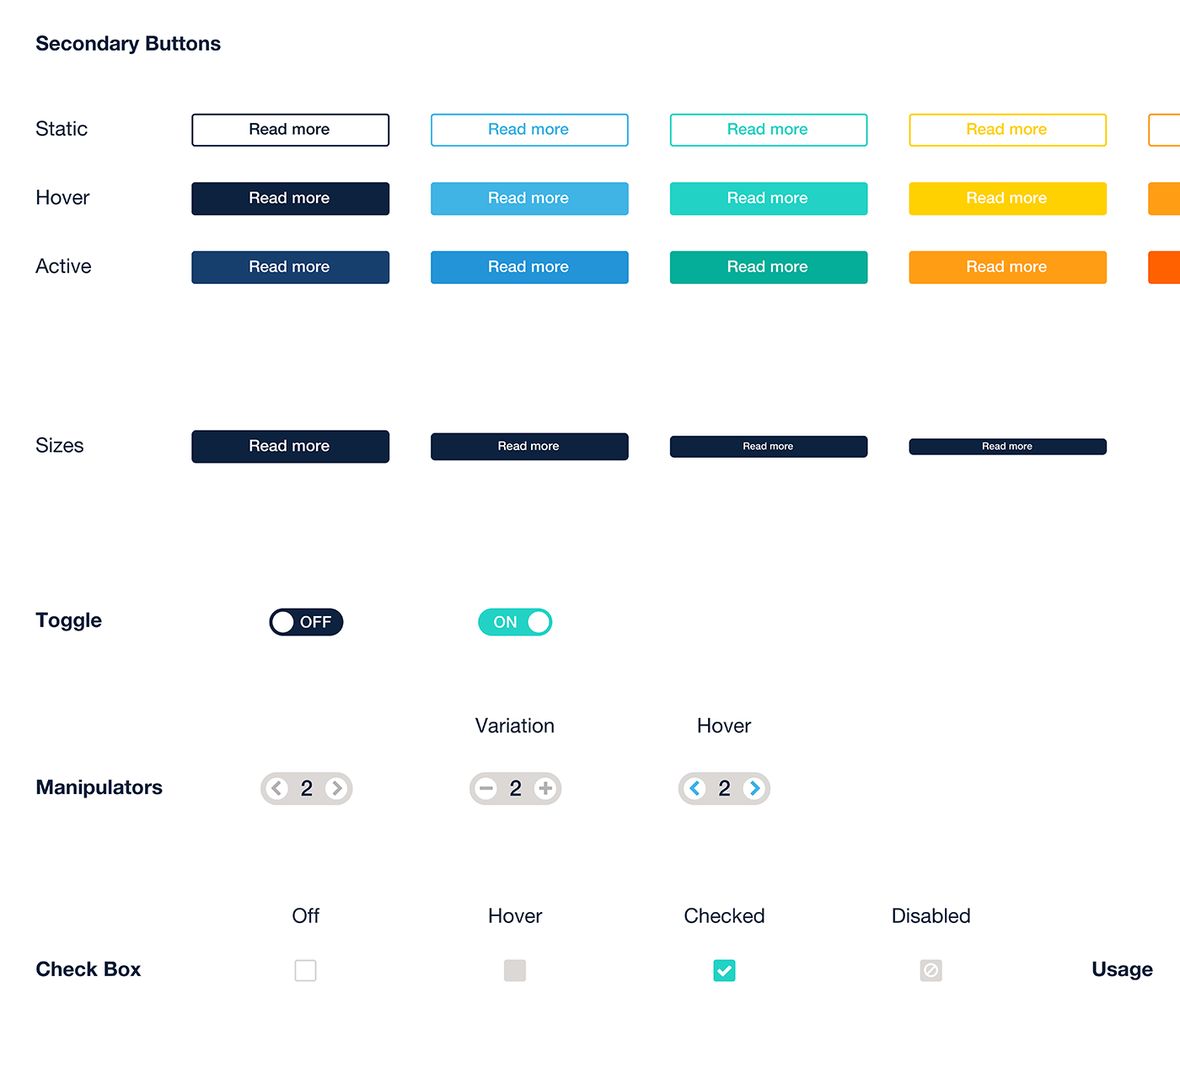 Secondary Buttons
Static Read more Read more Read more Read more
Hover Read more Read more Read more Read more
Active Read more Read more Read more Read more
Sizes Read more Read more Read more Read more
Toggle OFF ON
Variation Hover
Manipulators 2 2 2
Off Hover Checked Disabled
Check Box Usage